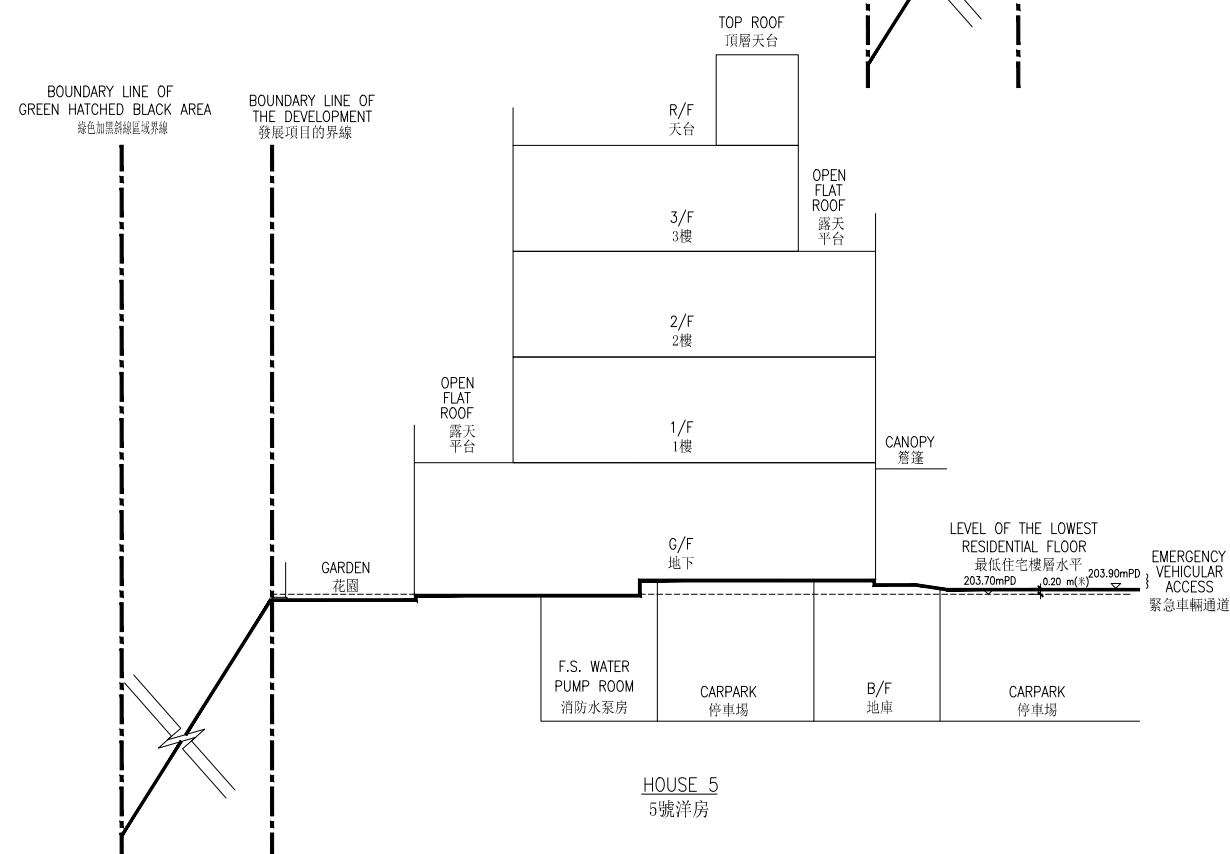 TOP ROOF
頂層天台
BOUNDARY LINE OF
GREEN HATCHED BLACK AREA
綠色加黑斜線區域界線
BOUNDARY LINE OF
THE DEVELOPMENT
發展項目的界線
R/F
天台
OPEN
FLAT
ROOF
露天
平台
3/F
3樓
2/F
2樓
OPEN
FLAT
ROOF
露天
平台
1/F
1樓
CANOPY
簷篷
G/F
地下
GARDEN
花園
LEVEL OF THE LOWEST
RESIDENTIAL FLOOR
最低住宅樓層水平
203.70mPD
0.20 m(米)
203.90mPD
EMERGENCY
VEHICULAR
ACCESS
緊急車輛通道
F.S. WATER
PUMP ROOM
消防水泵房
CARPARK
停車場
B/F
地庫
CARPARK
停車場
HOUSE 5
5號洋房